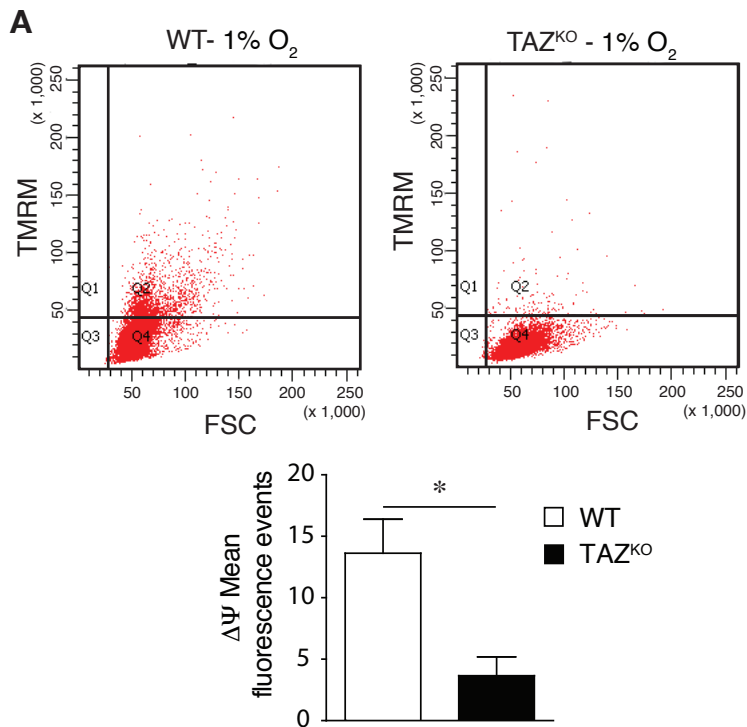 A
WT- 1% O2
TAZKO - 1% O2
(x 1,000)
250
200
150
100
50
TMRM
Q1
Q2
Q3
Q4
50
100
150
200
250
(x 1,000)
FSC
(x 1,000)
250
200
150
100
50
TMRM
Q1
Q2
Q3
Q4
50
100
150
200
250
(x 1,000)
FSC
20
15
10
5
0
ΔΨ Mean
fluorescence events
*
WT
TAZKO